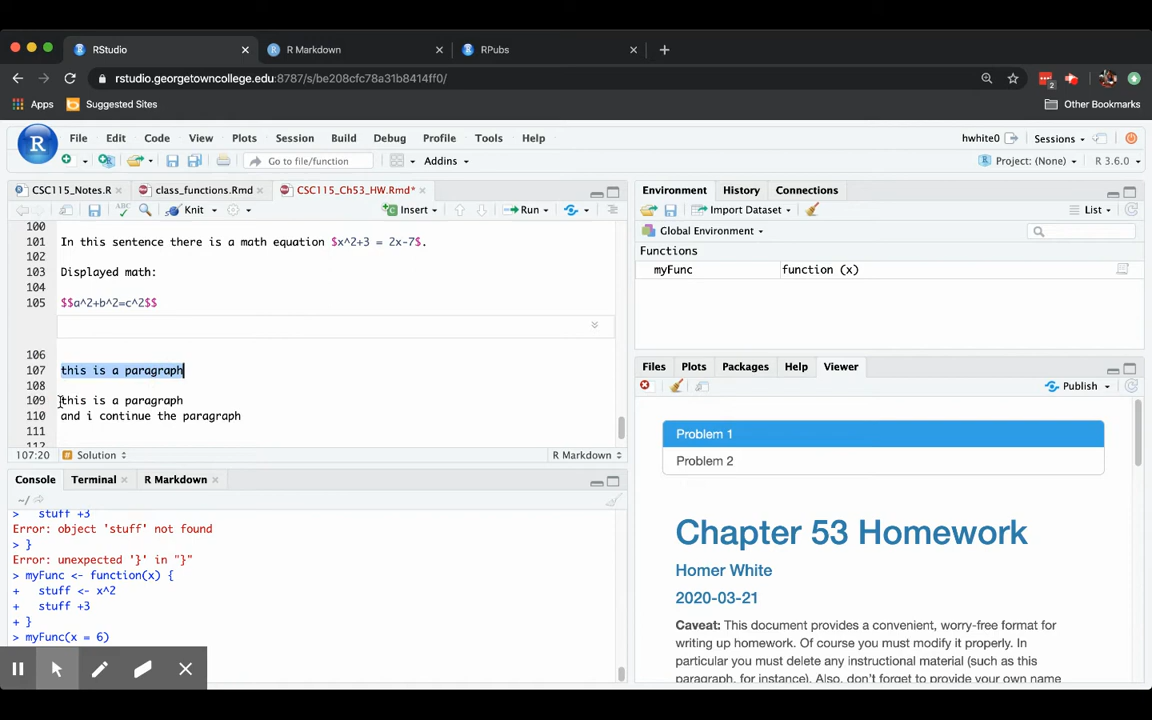 RStudio
R Markdown
RPubs
rstudio.georgetowncollege.edu:8787/s/be208cfc78a31b8414ff0/
2
Apps
Suggested Sites
Other Bookmarks
R
File Edit Code View Plots Session Build Debug Profile Tools Help
hwhite0
Sessions
Go to file/function
Addins
Project: (None)
R 3.6.0
CSC115_Notes.R
class_functions.Rmd
CSC115_Ch53_HW.Rmd*
Knit
Insert
Run
100
101 In this sentence there is a math equation $x^2+3 = 2x-7$.
102
103 Displayed math:
104
105 $$a^2+b^2=c^2$$
106
107 this is a paragraph
108
109 this is a paragraph
110 and i continue the paragraph
111
112
107:20
Solution
R Markdown
Console Terminal R Markdown
~/
> stuff +3
Error: object 'stuff' not found
> }
Error: unexpected '}' in "}"
> myFunc <- function(x) {
+ stuff <- x^2
+ stuff +3
+ }
> myFunc(x = 6)
Environment History Connections
Import Dataset
List
Global Environment
Functions
myFunc function (x)
Files Plots Packages Help Viewer
Publish
Problem 1
Problem 2
Chapter 53 Homework
Homer White
2020-03-21
Caveat: This document provides a convenient, worry-free format for
writing up homework. Of course you must modify it properly. In
particular you must delete any instructional material (such as this
paragraph, for instance). Also, don't forget to provide your own name